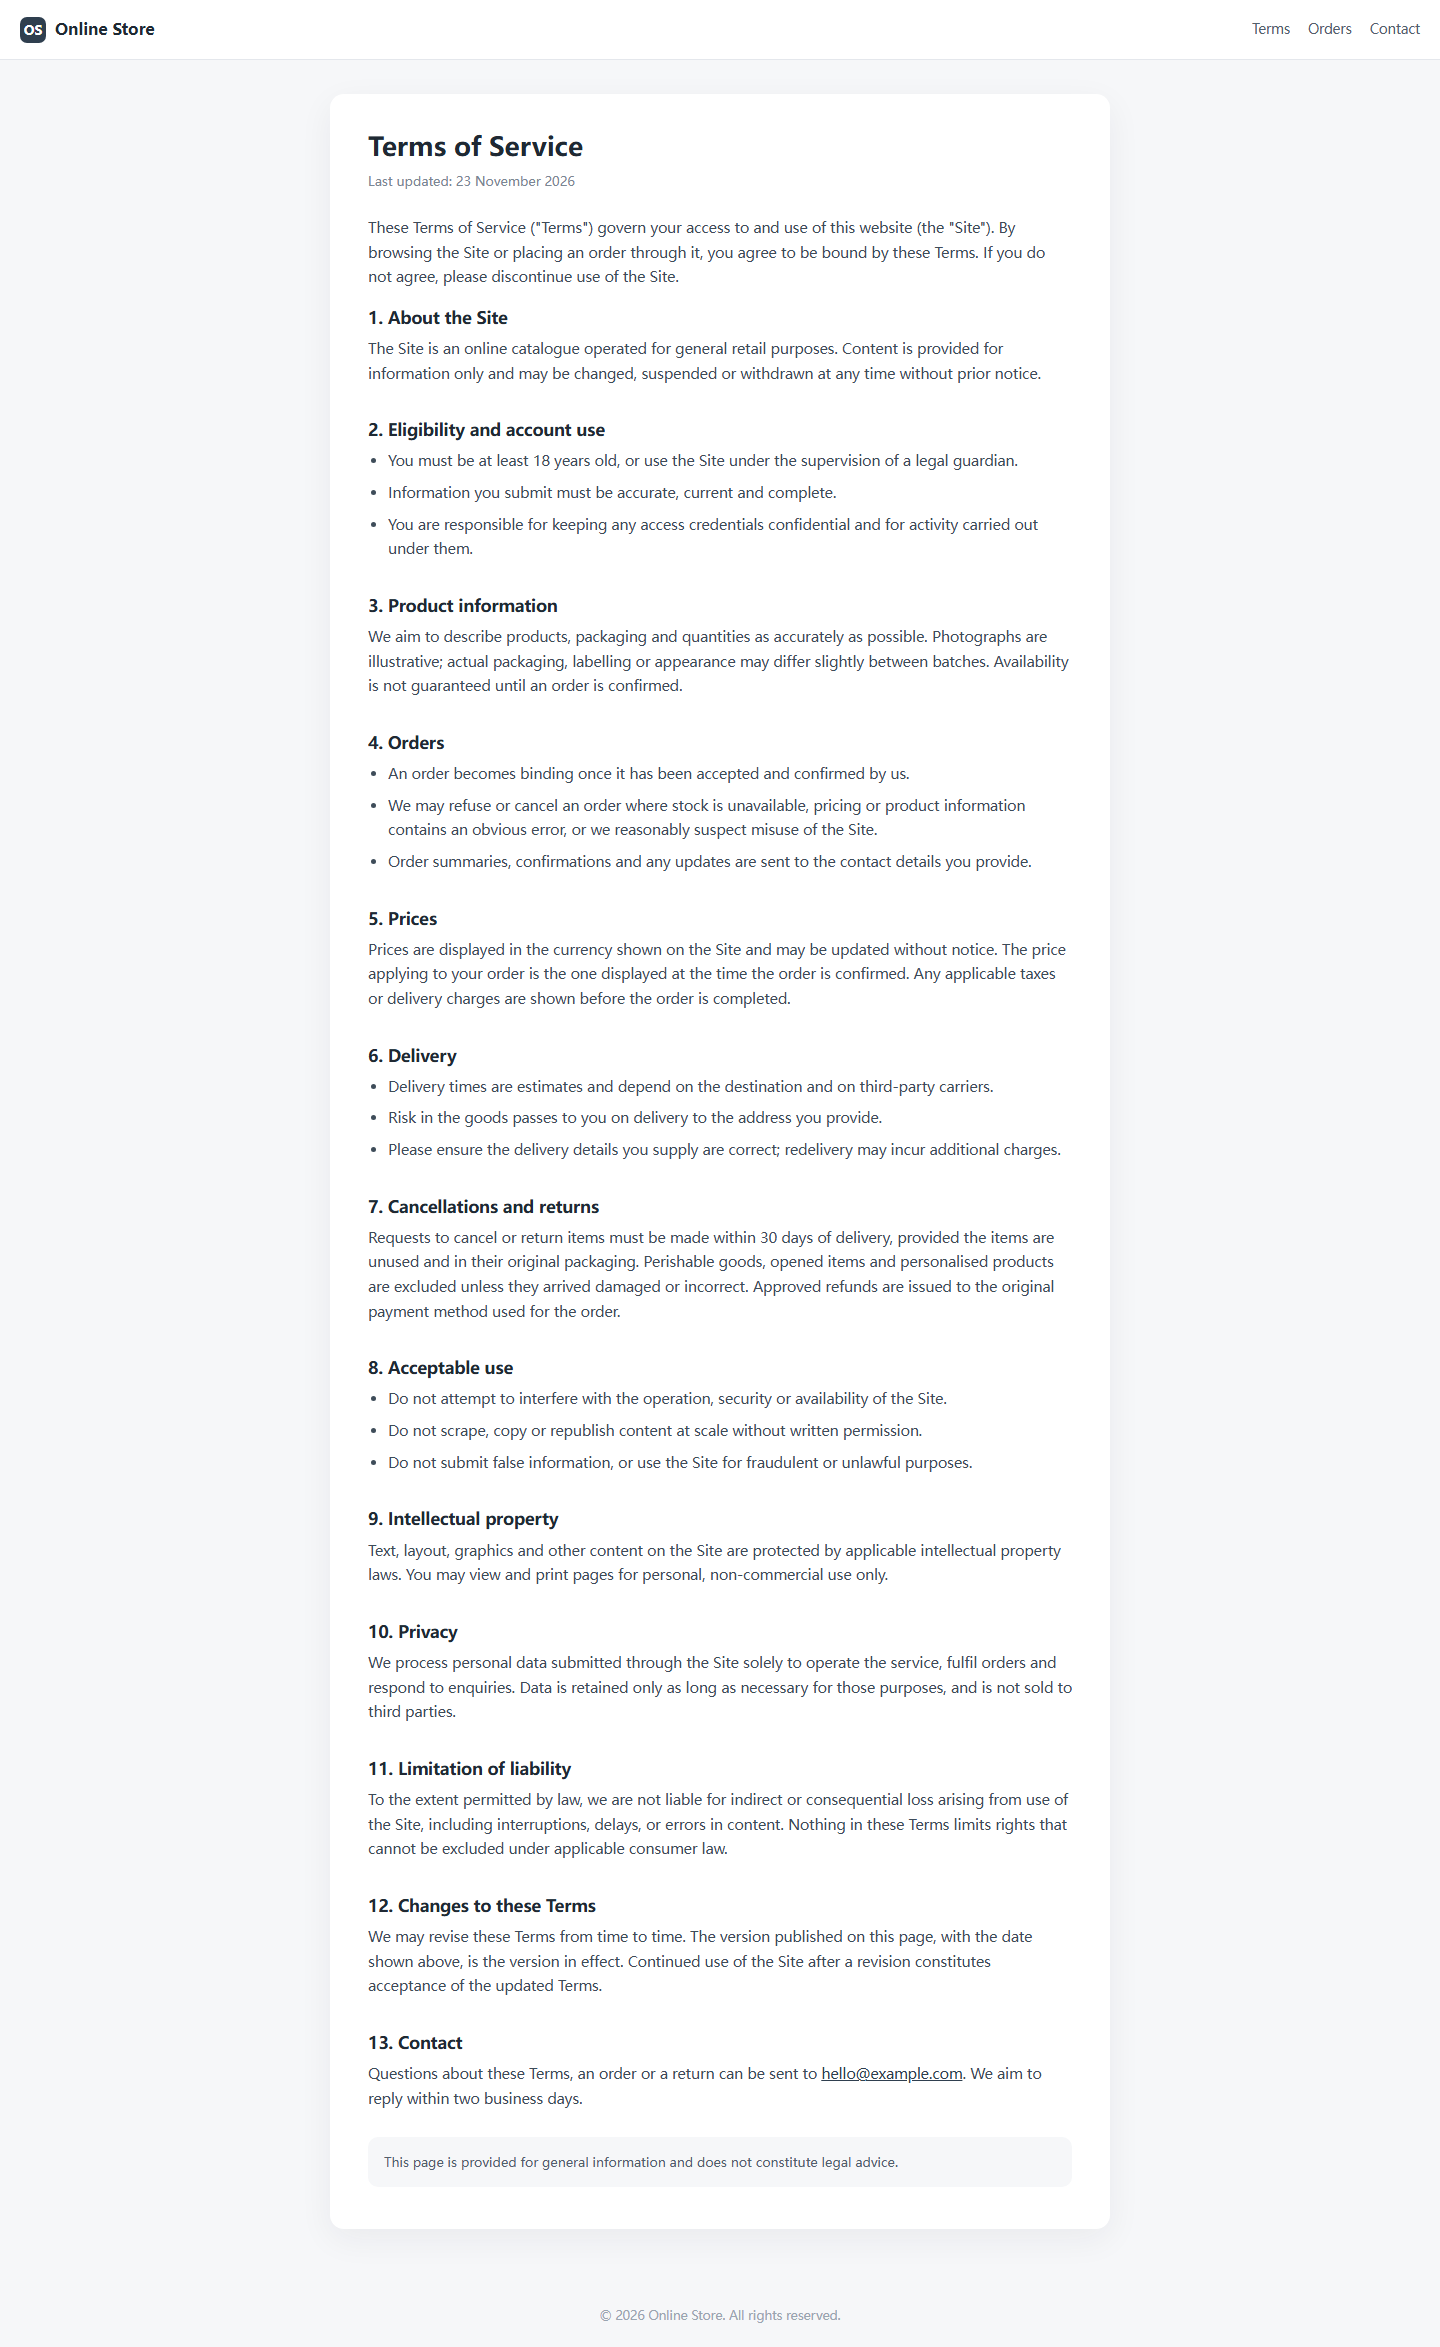 OS Online Store
Terms Orders Contact
Terms of Service
Last updated: 23 November 2026
These Terms of Service ("Terms") govern your access to and use of this website (the "Site"). By
browsing the Site or placing an order through it, you agree to be bound by these Terms. If you do
not agree, please discontinue use of the Site.
1. About the Site
The Site is an online catalogue operated for general retail purposes. Content is provided for
information only and may be changed, suspended or withdrawn at any time without prior notice.
2. Eligibility and account use
• You must be at least 18 years old, or use the Site under the supervision of a legal guardian.
• Information you submit must be accurate, current and complete.
• You are responsible for keeping any access credentials confidential and for activity carried out
under them.
3. Product information
We aim to describe products, packaging and quantities as accurately as possible. Photographs are
illustrative; actual packaging, labelling or appearance may differ slightly between batches. Availability
is not guaranteed until an order is confirmed.
4. Orders
• An order becomes binding once it has been accepted and confirmed by us.
• We may refuse or cancel an order where stock is unavailable, pricing or product information
contains an obvious error, or we reasonably suspect misuse of the Site.
• Order summaries, confirmations and any updates are sent to the contact details you provide.
5. Prices
Prices are displayed in the currency shown on the Site and may be updated without notice. The price
applying to your order is the one displayed at the time the order is confirmed. Any applicable taxes
or delivery charges are shown before the order is completed.
6. Delivery
• Delivery times are estimates and depend on the destination and on third-party carriers.
• Risk in the goods passes to you on delivery to the address you provide.
• Please ensure the delivery details you supply are correct; redelivery may incur additional charges.
7. Cancellations and returns
Requests to cancel or return items must be made within 30 days of delivery, provided the items are
unused and in their original packaging. Perishable goods, opened items and personalised products
are excluded unless they arrived damaged or incorrect. Approved refunds are issued to the original
payment method used for the order.
8. Acceptable use
• Do not attempt to interfere with the operation, security or availability of the Site.
• Do not scrape, copy or republish content at scale without written permission.
• Do not submit false information, or use the Site for fraudulent or unlawful purposes.
9. Intellectual property
Text, layout, graphics and other content on the Site are protected by applicable intellectual property
laws. You may view and print pages for personal, non-commercial use only.
10. Privacy
We process personal data submitted through the Site solely to operate the service, fulfil orders and
respond to enquiries. Data is retained only as long as necessary for those purposes, and is not sold to
third parties.
11. Limitation of liability
To the extent permitted by law, we are not liable for indirect or consequential loss arising from use of
the Site, including interruptions, delays, or errors in content. Nothing in these Terms limits rights that
cannot be excluded under applicable consumer law.
12. Changes to these Terms
We may revise these Terms from time to time. The version published on this page, with the date
shown above, is the version in effect. Continued use of the Site after a revision constitutes
acceptance of the updated Terms.
13. Contact
Questions about these Terms, an order or a return can be sent to hello@example.com. We aim to
reply within two business days.
This page is provided for general information and does not constitute legal advice.
© 2026 Online Store. All rights reserved.